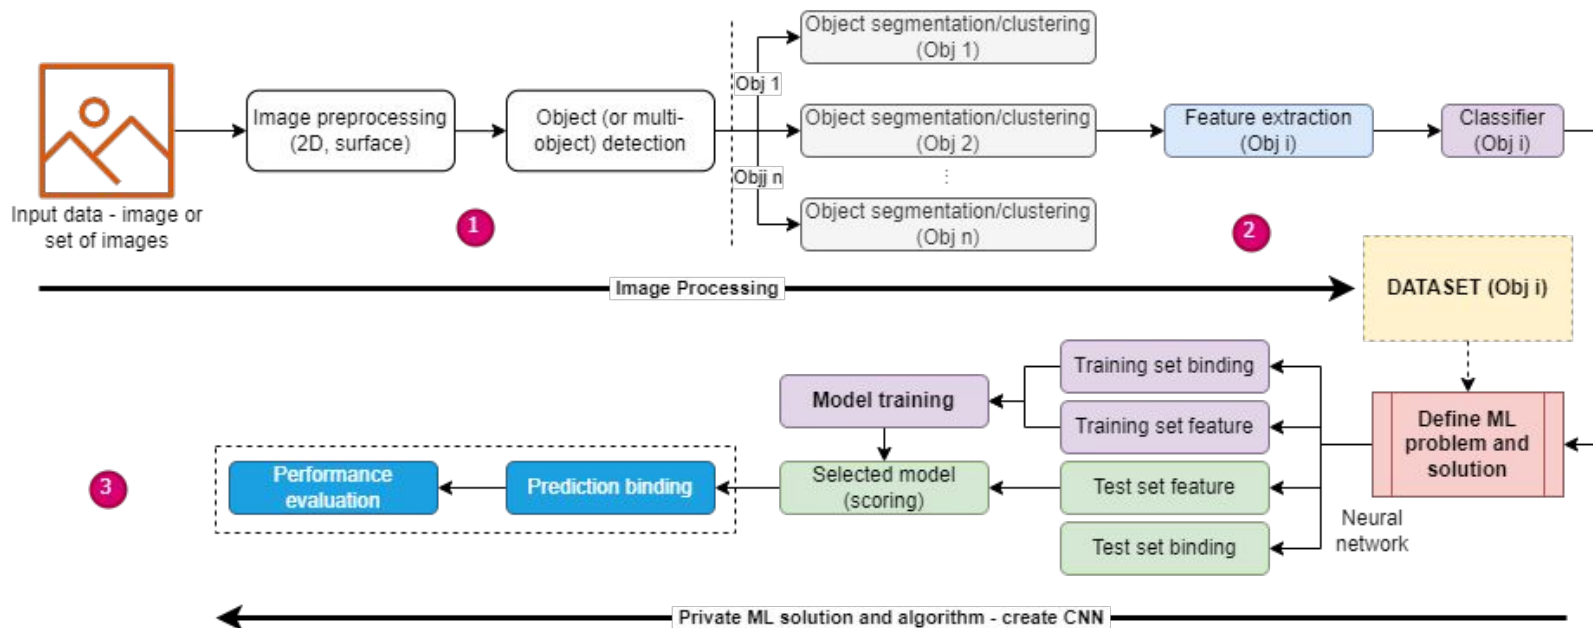 Object segmentation/clustering
(Obj 1)
Obj 1
Image preprocessing
(2D, surface)
Object (or multi-
object) detection
Object segmentation/clustering
(Obj 2)
Feature extraction
(Obj i)
Classifier
(Obj i)
Objj n
⋮
Object segmentation/clustering
(Obj n)
Input data - image or
set of images
1
2
Image Processing
DATASET (Obj i)
Training set binding
Model training
Training set feature
Define ML
problem and
solution
3
Performance
evaluation
Prediction binding
Selected model
(scoring)
Test set feature
Test set binding
Neural
network
Private ML solution and algorithm - create CNN